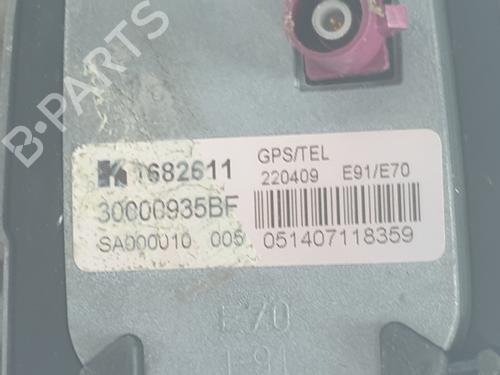 B-PARTS
1682611
GPS/TEL
220409 E91/E70
30000935BF
SA000010 005
051407118359
E70
E91